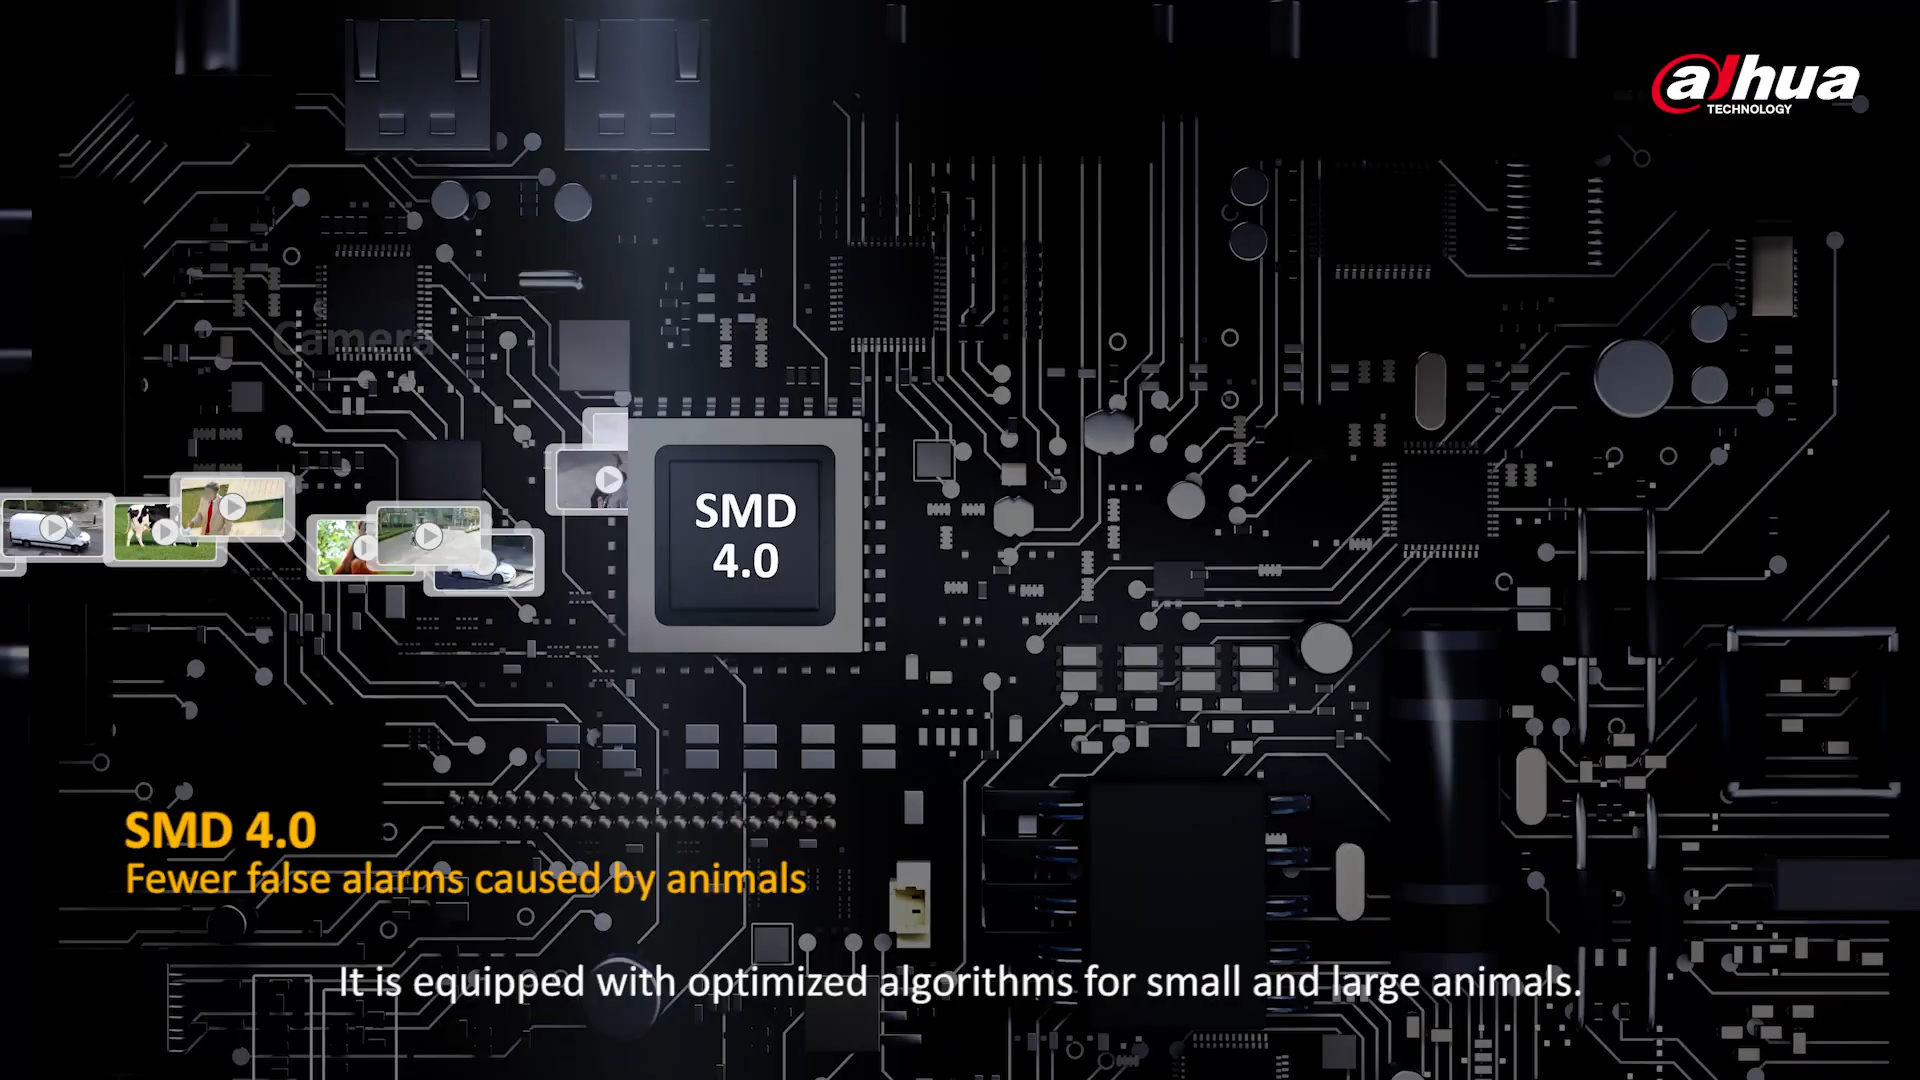 alhua
TECHNOLOGY
Camera
SMD
4.0
SMD 4.0
Fewer false alarms caused by animals
It is equipped with optimized algorithms for small and large animals.